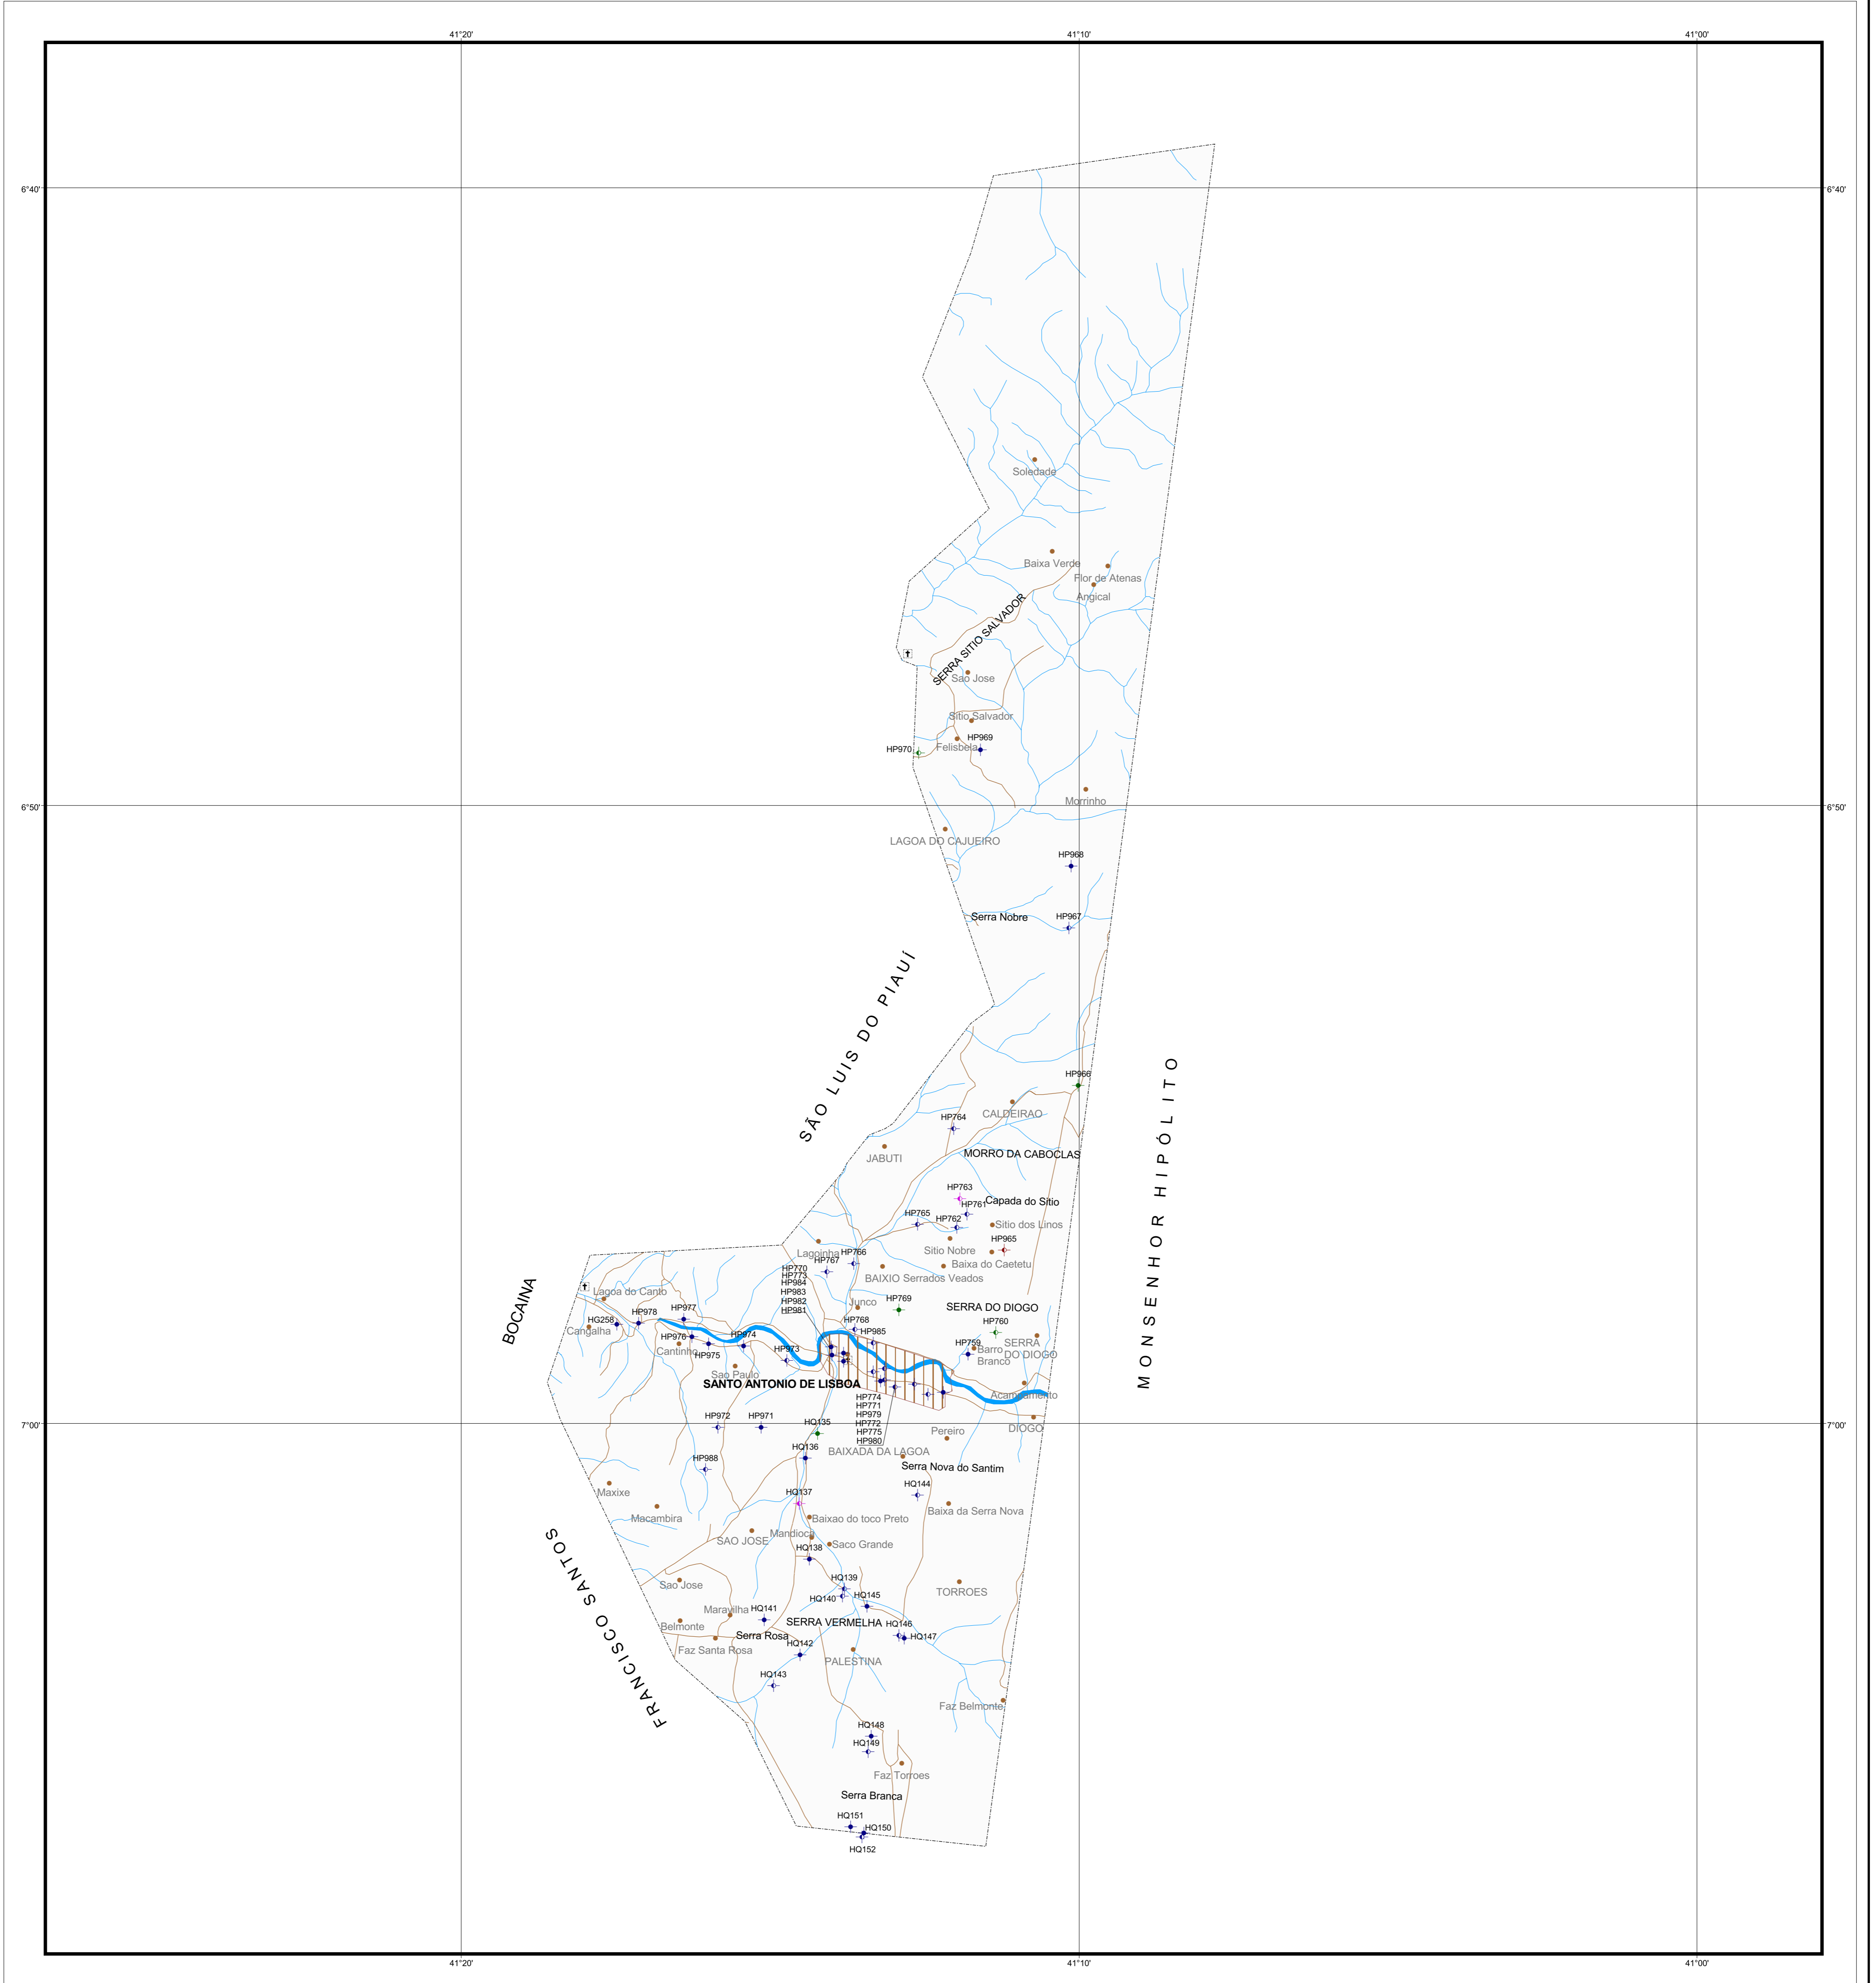 41°20'
41°10'
41°00'
6°40'
6°40'
Soledade
Baixa Verde
Flor de Atenas
Angical
SERRA SITIO SALVADOR
Sao Jose
Sitio Salvador
HP969
Felisbela
HP970
6°50'
6°50'
Morrinho
LAGOA DO CAJUEIRO
HP968
Serra Nobre
HP967
SÃO LUIS DO PIAUÍ
MONSENHOR HIPÓLITO
HP966
CALDEIRAO
HP764
MORRO DA CABOCLAS
JABUTI
HP763
Capada do Sitio
HP761
HP765
HP762
Sitio dos Linos
Sitio Nobre
HP965
Lagoinha
HP766
HP767
Baixa do Caetetu
BAIXIO Serrados Veados
HP770
HP773
HP984
HP983
HP982
HP981
BOCAINA
Lagoa do Canto
Junco
HP769
SERRA DO DIOGO
HP977
HP978
HG258
Cangalha
HP768
HP760
HP976
HP974
HP985
SERRA
DO DIOGO
Cantinho
HP975
HP973
HP759
Barro
Branco
Sao Paulo
SANTO ANTONIO DE LISBOA
Acampamento
HP774
HP771
HP979
HP772
HP775
HP980
7°00'
7°00'
HP972
HP971
HQ135
Pereiro
DIOGO
BAIXADA DA LAGOA
HQ136
HP988
Serra Nova do Santim
Maxixe
HQ144
HQ137
Macambira
Baixa da Serra Nova
Baixao do toco Preto
SAO JOSE
Mandioca
Saco Grande
HQ138
FRANCISCO SANTOS
Sao Jose
HQ139
TORROES
HQ140
HQ145
Maravilha
HQ141
SERRA VERMELHA
HQ146
Belmonte
Serra Rosa
HQ147
Faz Santa Rosa
HQ142
PALESTINA
HQ143
Faz Belmonte
HQ148
HQ149
Faz Torroes
Serra Branca
HQ151
HQ150
HQ152
41°20'
41°10'
41°00'